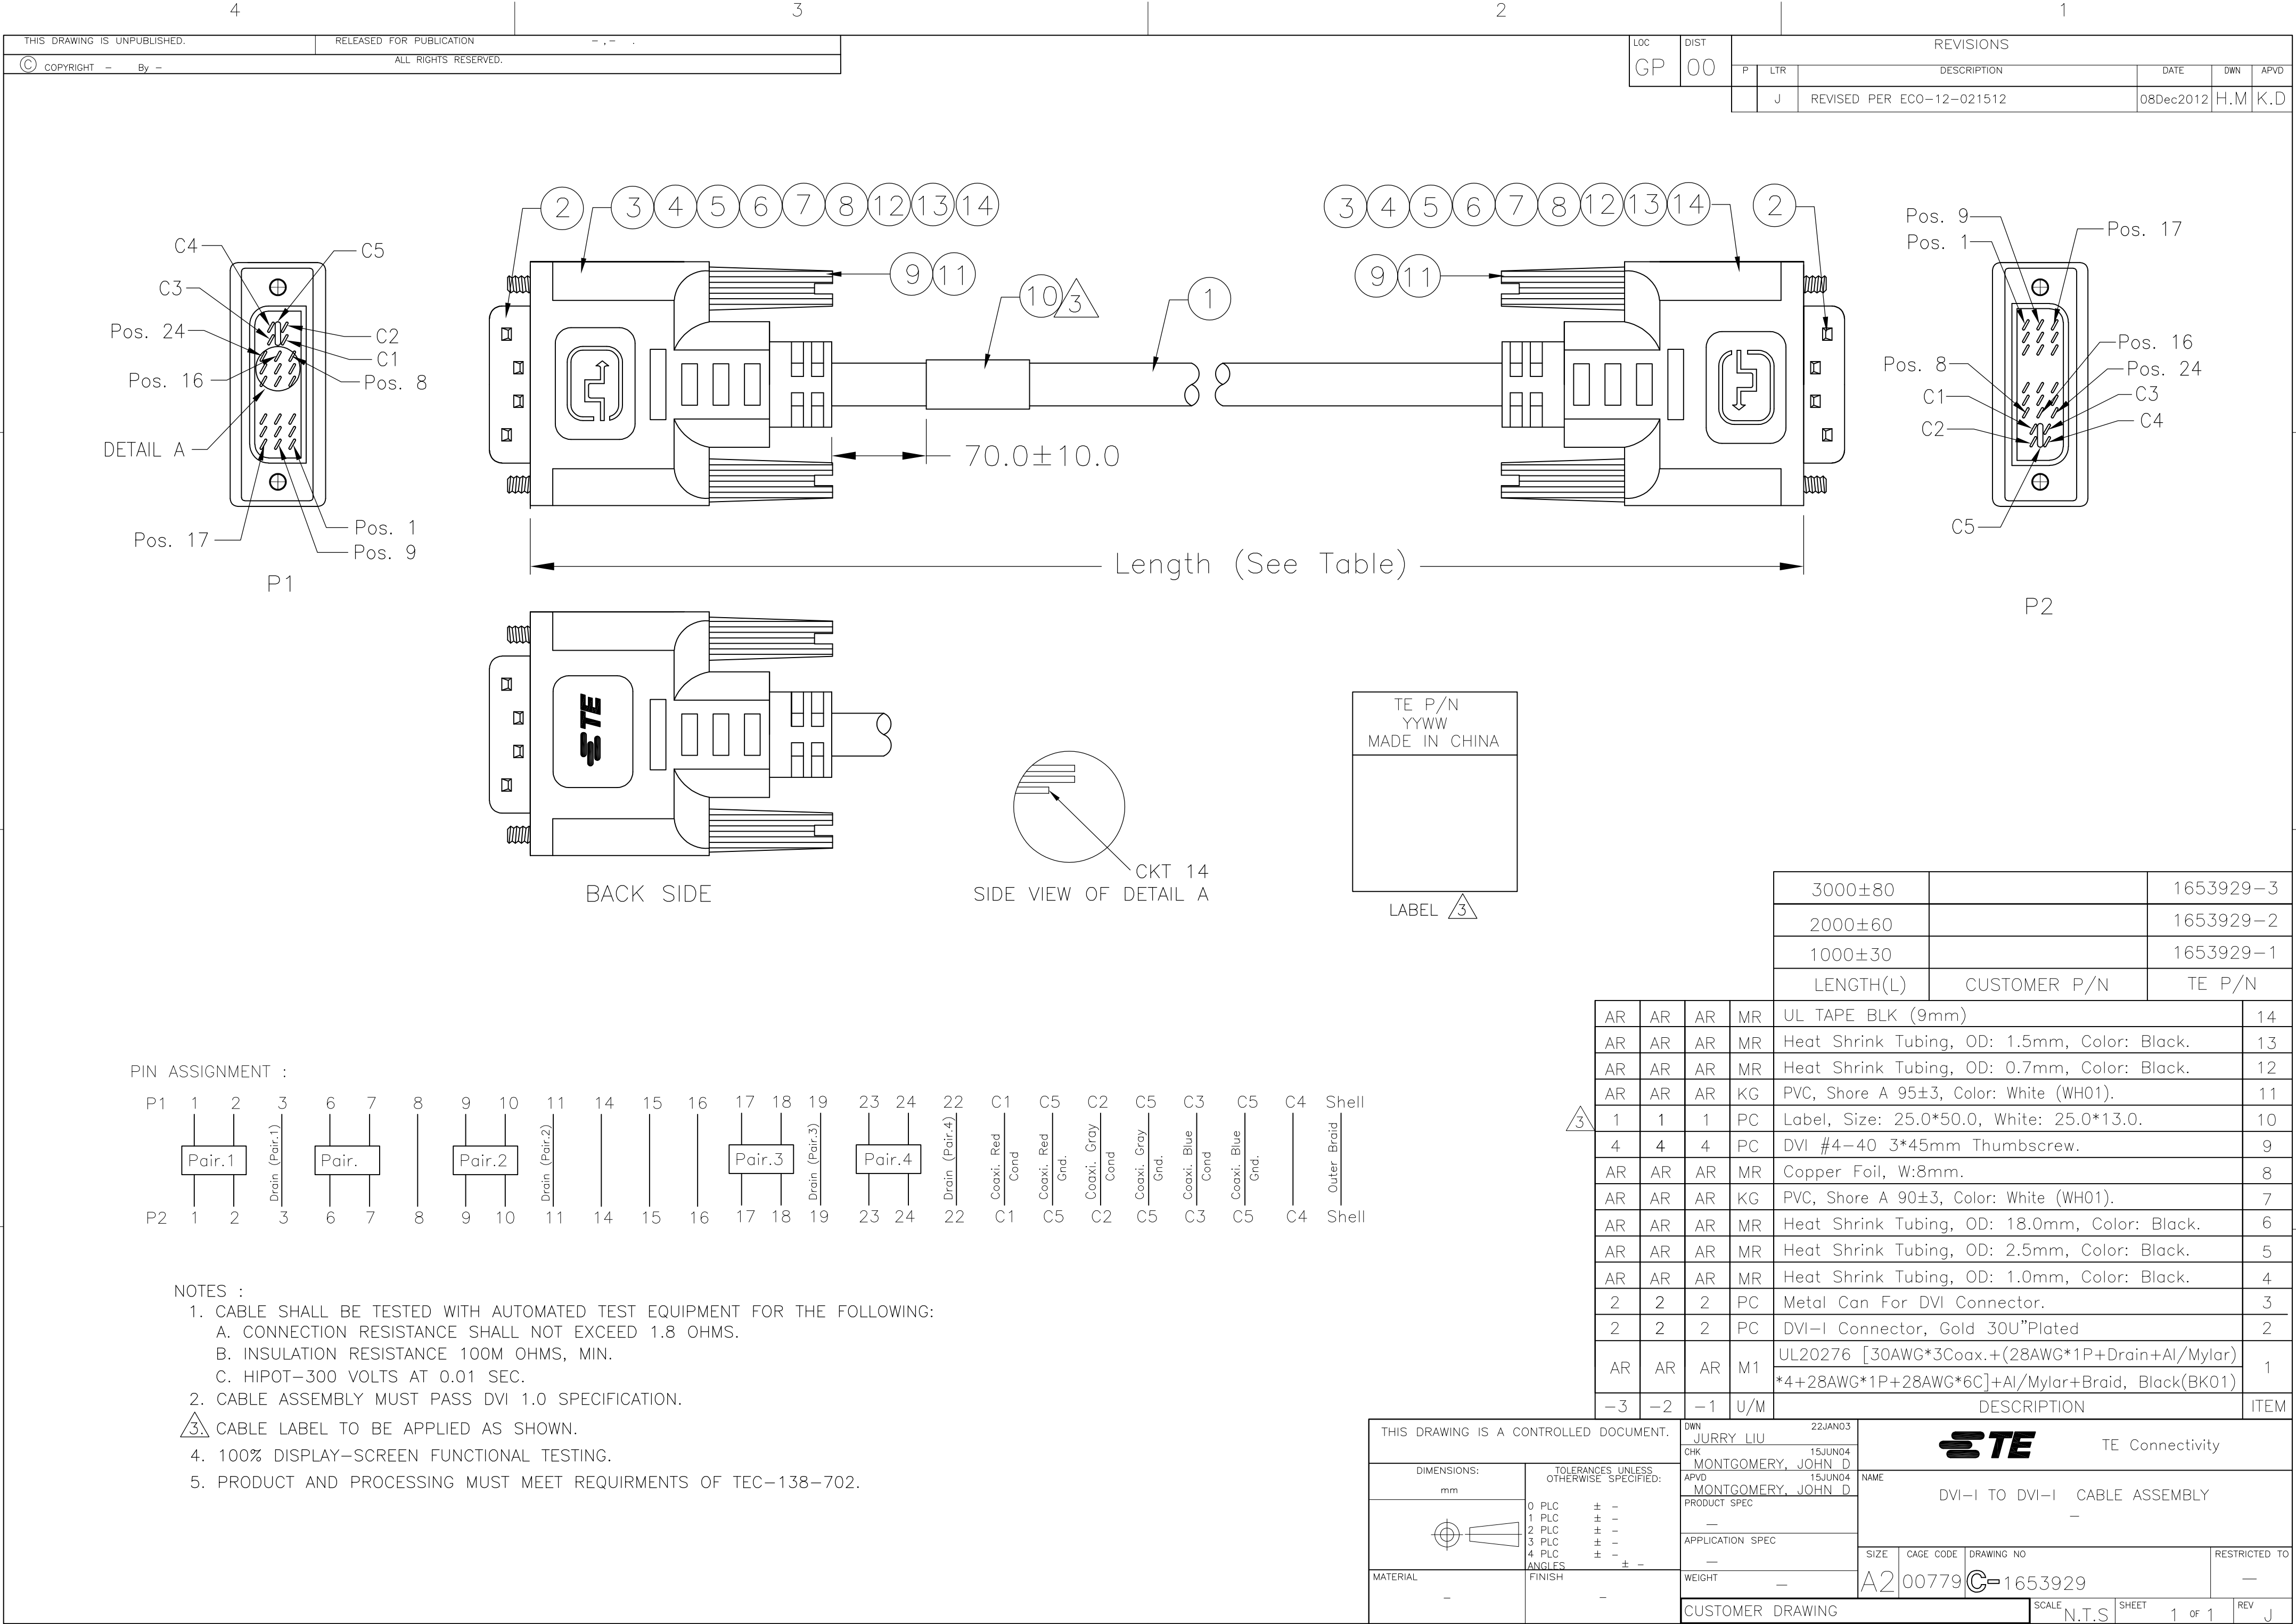 4 3 2 1
THIS DRAWING IS UNPUBLISHED. RELEASED FOR PUBLICATION - ,- .
© COPYRIGHT - By - ALL RIGHTS RESERVED.
LOC DIST REVISIONS
GP 00 P LTR DESCRIPTION DATE DWN APVD
J REVISED PER ECO-12-021512 08Dec2012 H.M K.D
2 3 4 5 6 7 8 12 13 14
3 4 5 6 7 8 12 13 14 2
9 11
10 3
1
9 11
C4
C5
C3
Pos. 24
C2
C1
Pos. 16
Pos. 8
DETAIL A
Pos. 1
Pos. 17
Pos. 9
P1
70.0±10.0
Length (See Table)
Pos. 9
Pos. 17
Pos. 1
Pos. 16
Pos. 8
Pos. 24
C1
C3
C2
C4
C5
P2
TE
BACK SIDE
CKT 14
SIDE VIEW OF DETAIL A
TE P/N
YYWW
MADE IN CHINA
LABEL 3
3000±80 1653929-3
2000±60 1653929-2
1000±30 1653929-1
LENGTH(L) CUSTOMER P/N TE P/N
AR AR AR MR UL TAPE BLK (9mm) 14
AR AR AR MR Heat Shrink Tubing, OD: 1.5mm, Color: Black. 13
AR AR AR MR Heat Shrink Tubing, OD: 0.7mm, Color: Black. 12
AR AR AR KG PVC, Shore A 95±3, Color: White (WH01). 11
3 1 1 1 PC Label, Size: 25.0*50.0, White: 25.0*13.0. 10
4 4 4 PC DVI #4-40 3*45mm Thumbscrew. 9
AR AR AR MR Copper Foil, W:8mm. 8
AR AR AR KG PVC, Shore A 90±3, Color: White (WH01). 7
AR AR AR MR Heat Shrink Tubing, OD: 18.0mm, Color: Black. 6
AR AR AR MR Heat Shrink Tubing, OD: 2.5mm, Color: Black. 5
AR AR AR MR Heat Shrink Tubing, OD: 1.0mm, Color: Black. 4
2 2 2 PC Metal Can For DVI Connector. 3
2 2 2 PC DVI-I Connector, Gold 30U"Plated 2
AR AR AR M1 UL20276 [30AWG*3Coax.+(28AWG*1P+Drain+Al/Mylar) 1
*4+28AWG*1P+28AWG*6C]+Al/Mylar+Braid, Black(BK01)
-3 -2 -1 U/M DESCRIPTION ITEM
PIN ASSIGNMENT :
P1 1 2 3 6 7 8 9 10 11 14 15 16 17 18 19 23 24 22 C1 C5 C2 C5 C3 C5 C4 Shell
Pair.1 Drain (Pair.1) Pair. Pair.2 Drain (Pair.2) Pair.3 Drain (Pair.3) Pair.4 Drain (Pair.4) Coaxi. Red Cond Coaxi. Red Gnd. Coaxi. Gray Cond Coaxi. Gray Gnd. Coaxi. Blue Cond Coaxi. Blue Gnd. Outer Braid
P2 1 2 3 6 7 8 9 10 11 14 15 16 17 18 19 23 24 22 C1 C5 C2 C5 C3 C5 C4 Shell
NOTES :
1. CABLE SHALL BE TESTED WITH AUTOMATED TEST EQUIPMENT FOR THE FOLLOWING:
A. CONNECTION RESISTANCE SHALL NOT EXCEED 1.8 OHMS.
B. INSULATION RESISTANCE 100M OHMS, MIN.
C. HIPOT-300 VOLTS AT 0.01 SEC.
2. CABLE ASSEMBLY MUST PASS DVI 1.0 SPECIFICATION.
3. CABLE LABEL TO BE APPLIED AS SHOWN.
4. 100% DISPLAY-SCREEN FUNCTIONAL TESTING.
5. PRODUCT AND PROCESSING MUST MEET REQUIRMENTS OF TEC-138-702.
THIS DRAWING IS A CONTROLLED DOCUMENT.
DIMENSIONS:
mm
TOLERANCES UNLESS
OTHERWISE SPECIFIED:
0 PLC ± -
1 PLC ± -
2 PLC ± -
3 PLC ± -
4 PLC ± -
ANGLES ± -
MATERIAL -
FINISH -
DWN 22JAN03
JURRY LIU
CHK 15JUN04
MONTGOMERY, JOHN D
APVD 15JUN04
MONTGOMERY, JOHN D
PRODUCT SPEC
-
APPLICATION SPEC
-
WEIGHT -
CUSTOMER DRAWING
TE TE Connectivity
NAME
DVI-I TO DVI-I CABLE ASSEMBLY
-
SIZE CAGE CODE DRAWING NO RESTRICTED TO
A2 00779 C-1653929 -
SCALE N.T.S SHEET 1 OF 1 REV J